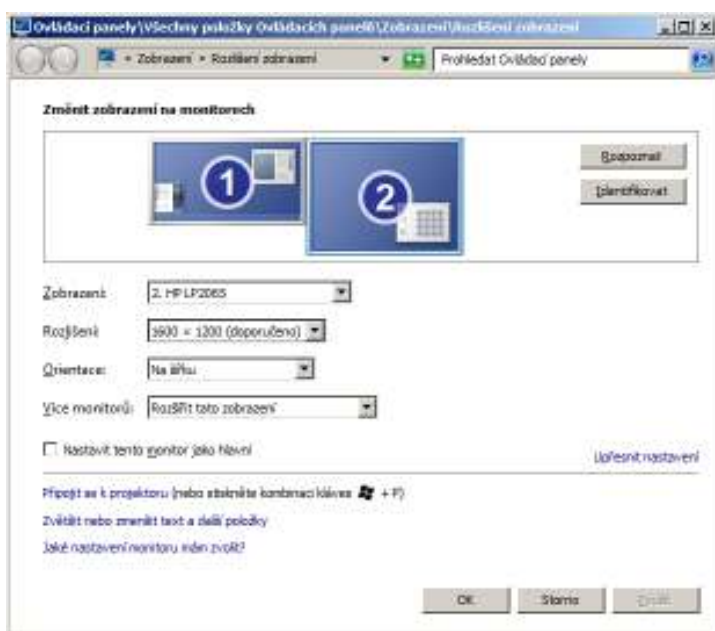 Ovládací panely\Všechny položky Ovládacích panelů\Zobrazení\Rozlišení zobrazení
Zobrazení Rozlišení zobrazení
Prohledat Ovládací panely
Změnit zobrazení na monitorech
1
2
Rozpoznat
Identifikovat
Zobrazení: 2. HP LP2065
Rozlišení: 1600 × 1200 (doporučeno)
Orientace: Na šířku
Více monitorů: Rozšířit tato zobrazení
Nastavit tento monitor jako hlavní
Upřesnit nastavení
Připojit se k projektoru (nebo stiskněte kombinaci kláves + P)
Zvětšit nebo zmenšit text a další položky
Jaké nastavení monitoru mám zvolit?
OK Storno Použít